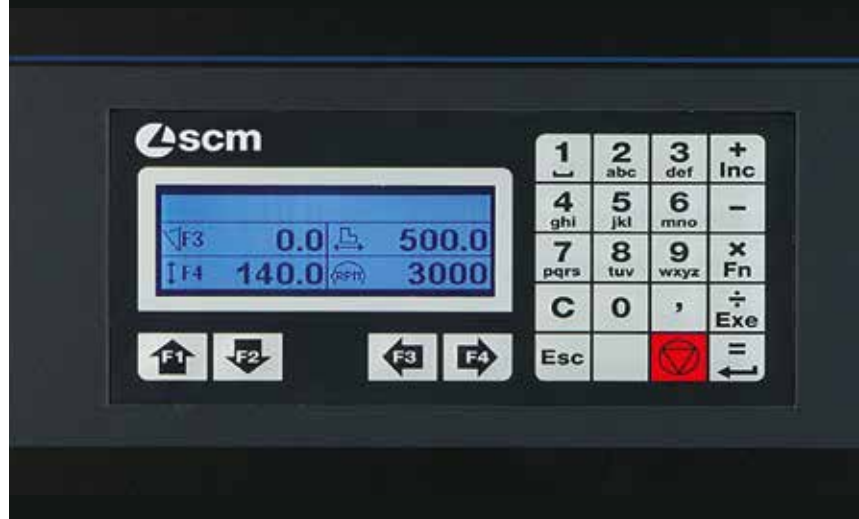 scm
F3 0.0 500.0
F4 140.0 RPM 3000
F1 F2 F3 F4
1 2 3 +
abc def Inc
4 5 6 -
ghi jkl mno
7 8 9 ×
pqrs tuv wxyz Fn
C 0 , ÷
Exe
Esc =